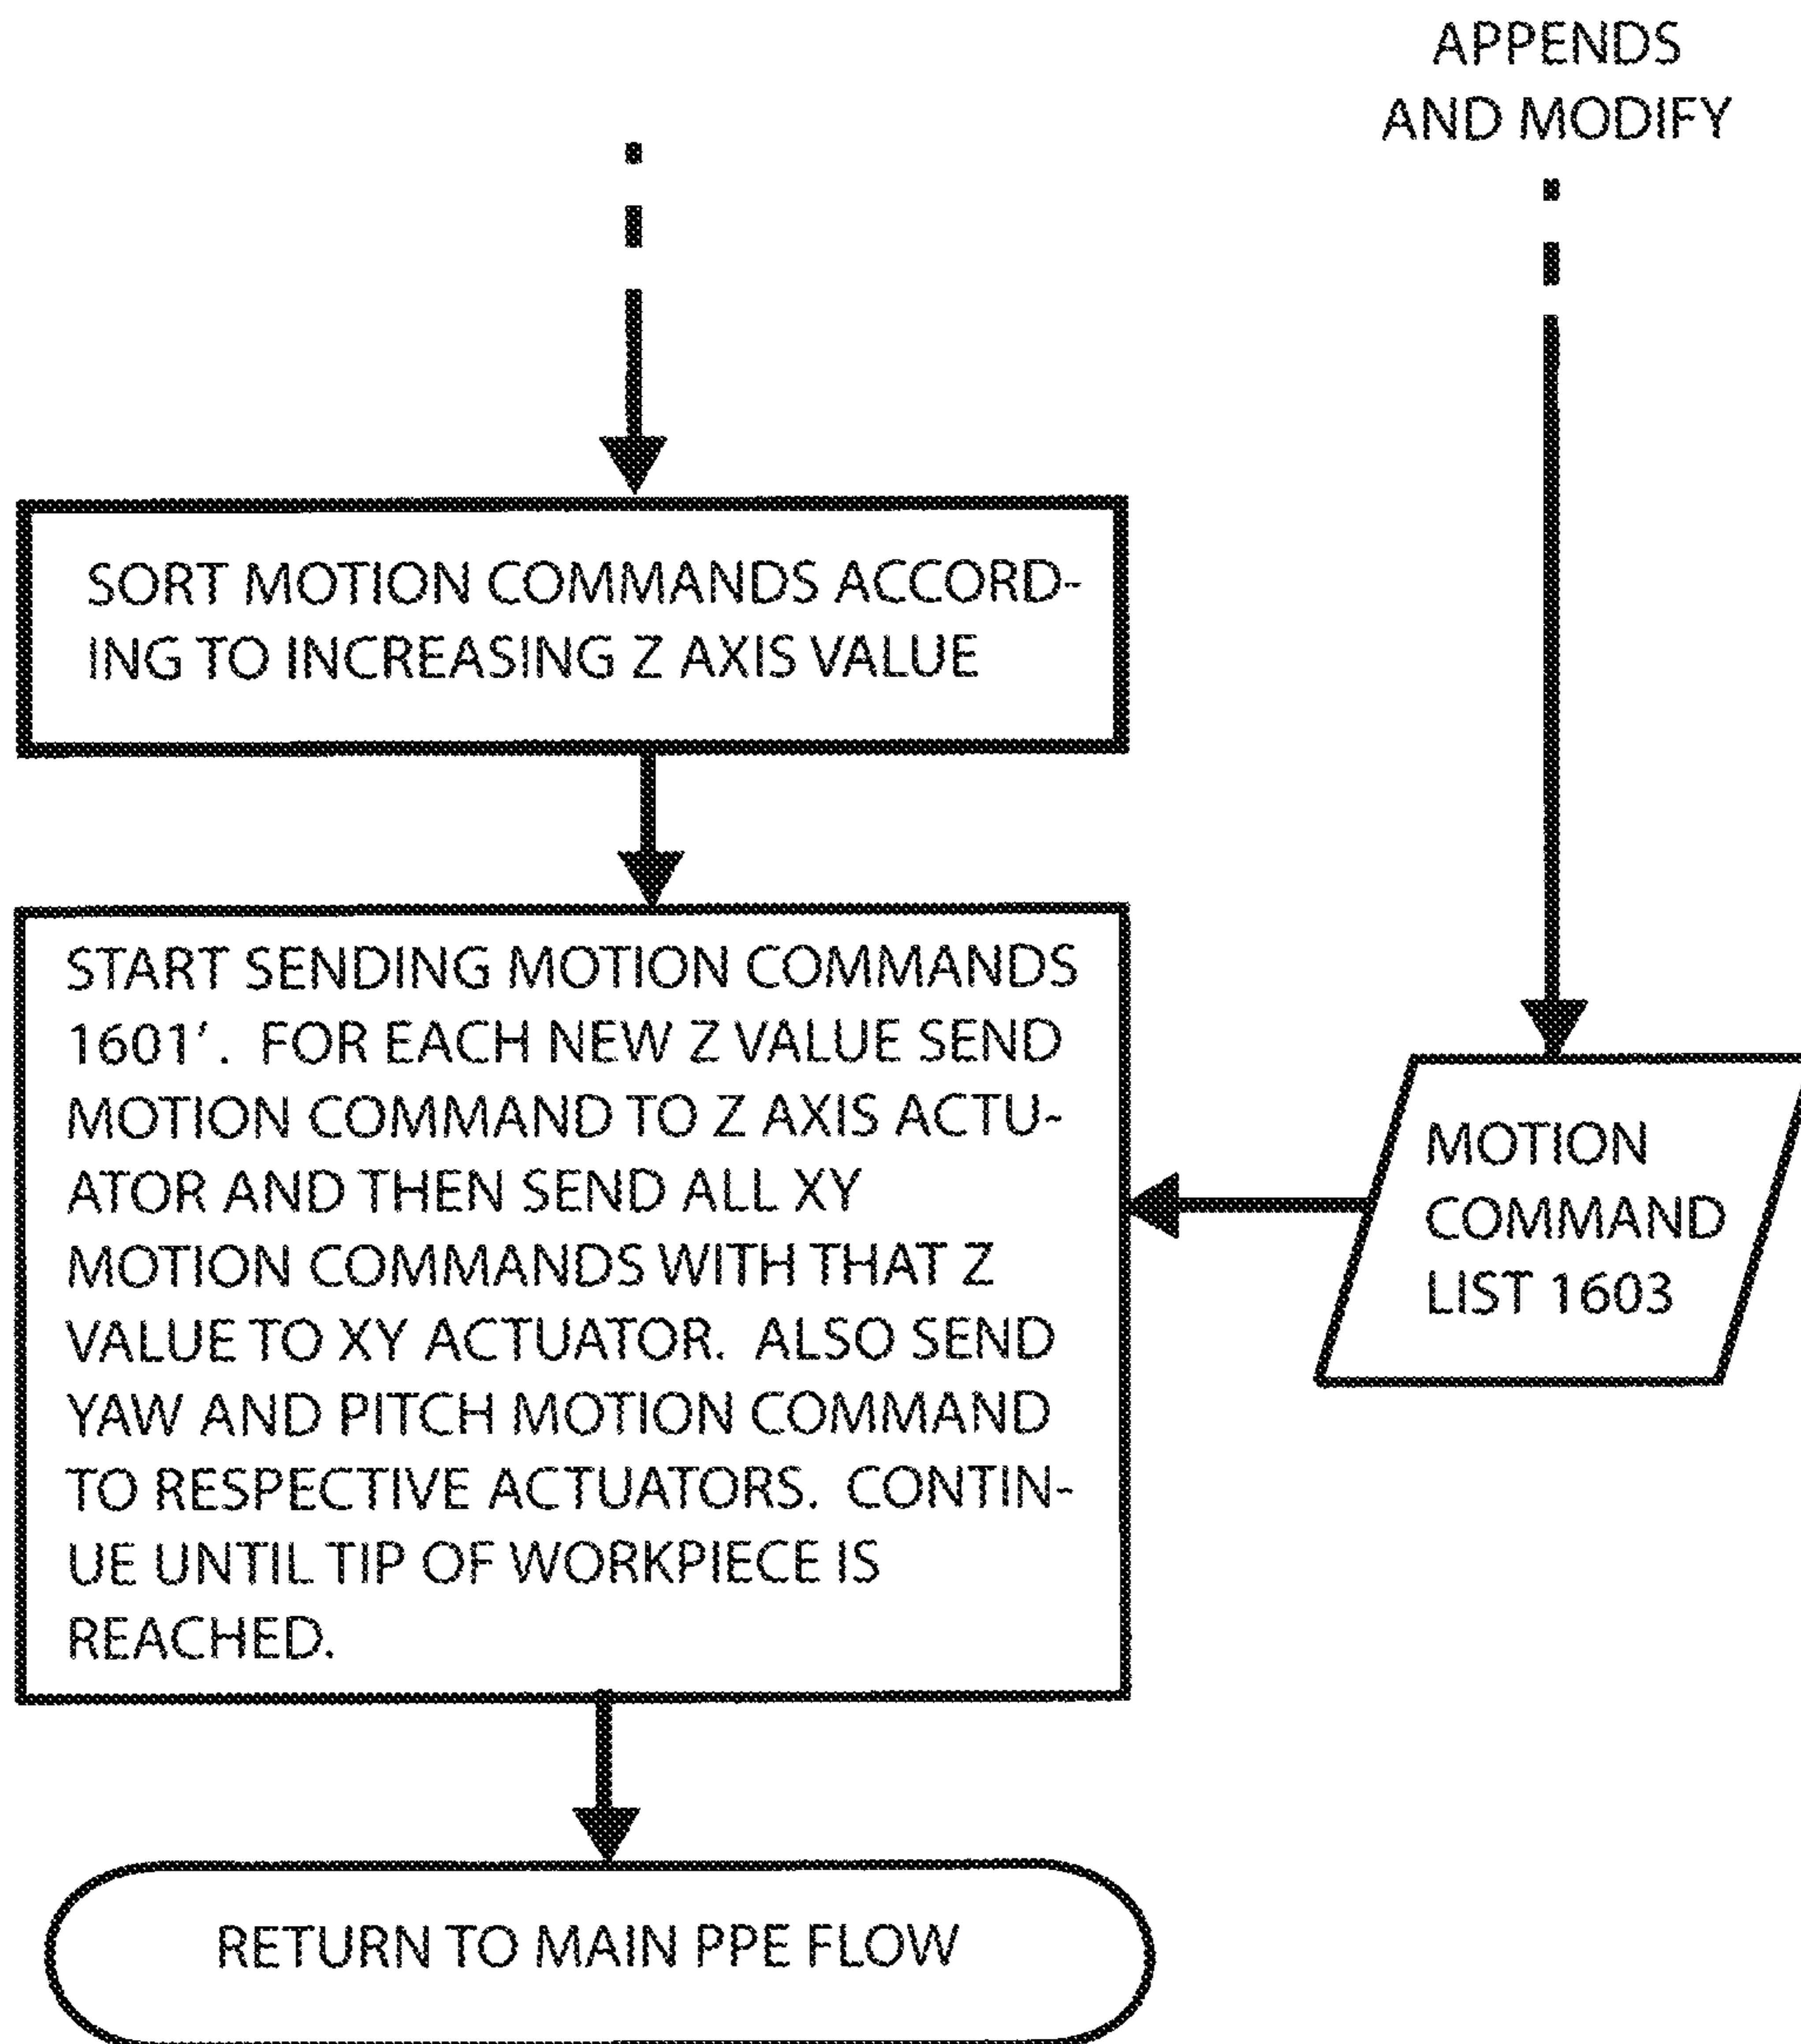 APPENDS
AND MODIFY
SORT MOTION COMMANDS ACCORD-
ING TO INCREASING Z AXIS VALUE
START SENDING MOTION COMMANDS
1601′. FOR EACH NEW Z VALUE SEND
MOTION COMMAND TO Z AXIS ACTU-
ATOR AND THEN SEND ALL XY
MOTION COMMANDS WITH THAT Z
VALUE TO XY ACTUATOR. ALSO SEND
YAW AND PITCH MOTION COMMAND
TO RESPECTIVE ACTUATORS. CONTIN-
UE UNTIL TIP OF WORKPIECE IS
REACHED.
MOTION
COMMAND
LIST 1603
RETURN TO MAIN PPE FLOW